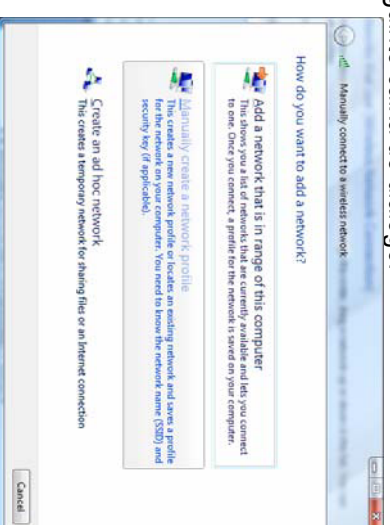 Manually connect to a wireless network
How do you want to add a network?
Add a network that is in range of this computer
This shows you a list of networks that are currently available and lets you connect
to one. Once you connect, a profile for the network is saved on your computer.
Manually create a network profile
This creates a new network profile or locates an existing network and saves a profile
for the network on your computer. You need to know the network name (SSID) and
security key (if applicable).
Create an ad hoc network
This creates a temporary network for sharing files or an Internet connection
Cancel